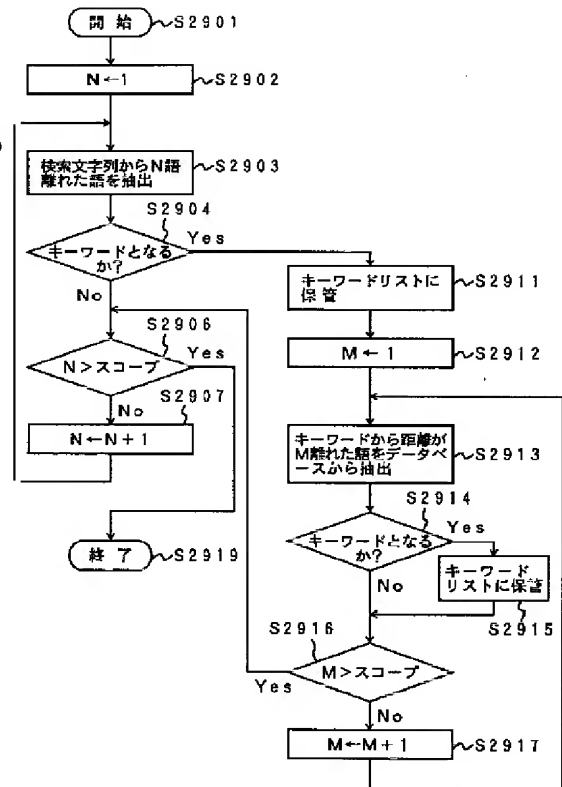 開始
S2901
N←1
S2902
検索文字列からN語
離れた語を抽出
S2903
S2904
キーワードとなる
か?
Yes
No
S2906
N>スコープ
Yes
No
S2907
N←N+1
終了
S2919
キーワードリストに
保管
S2911
M←1
S2912
キーワードから距離が
M離れた語をデータベ
ースから抽出
S2913
S2914
キーワードとなる
か?
Yes
No
キーワード
リストに保管
S2915
S2916
M>スコープ
Yes
No
M←M+1
S2917